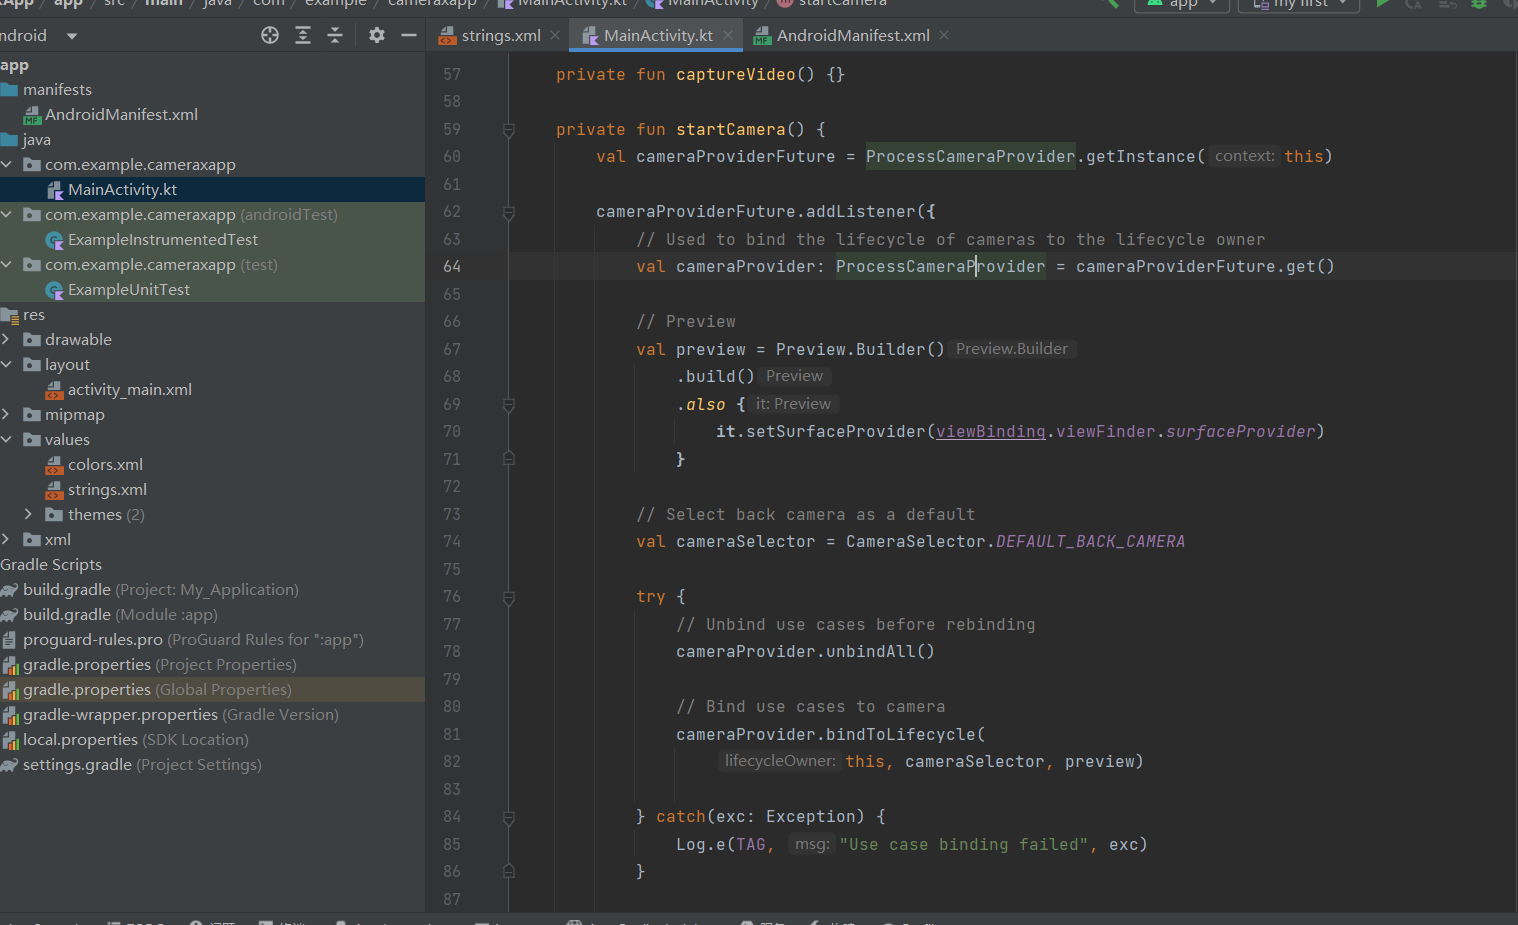 App / app / src / main / java / com / example / cameraxapp / MainActivity.kt / MainActivity / startCamera
app
my first
ndroid
strings.xml
MainActivity.kt
AndroidManifest.xml
app
manifests
AndroidManifest.xml
java
com.example.cameraxapp
MainActivity.kt
com.example.cameraxapp (androidTest)
ExampleInstrumentedTest
com.example.cameraxapp (test)
ExampleUnitTest
res
drawable
layout
activity_main.xml
mipmap
values
colors.xml
strings.xml
themes (2)
xml
Gradle Scripts
build.gradle (Project: My_Application)
build.gradle (Module :app)
proguard-rules.pro (ProGuard Rules for ":app")
gradle.properties (Project Properties)
gradle.properties (Global Properties)
gradle-wrapper.properties (Gradle Version)
local.properties (SDK Location)
settings.gradle (Project Settings)
57 private fun captureVideo() {}
58
59 private fun startCamera() {
60 val cameraProviderFuture = ProcessCameraProvider.getInstance( context: this)
61
62 cameraProviderFuture.addListener({
63 // Used to bind the lifecycle of cameras to the lifecycle owner
64 val cameraProvider: ProcessCameraProvider = cameraProviderFuture.get()
65
66 // Preview
67 val preview = Preview.Builder() Preview.Builder
68 .build() Preview
69 .also { it: Preview
70 it.setSurfaceProvider(viewBinding.viewFinder.surfaceProvider)
71 }
72
73 // Select back camera as a default
74 val cameraSelector = CameraSelector.DEFAULT_BACK_CAMERA
75
76 try {
77 // Unbind use cases before rebinding
78 cameraProvider.unbindAll()
79
80 // Bind use cases to camera
81 cameraProvider.bindToLifecycle(
82 lifecycleOwner: this, cameraSelector, preview)
83
84 } catch(exc: Exception) {
85 Log.e(TAG, msg: "Use case binding failed", exc)
86 }
87